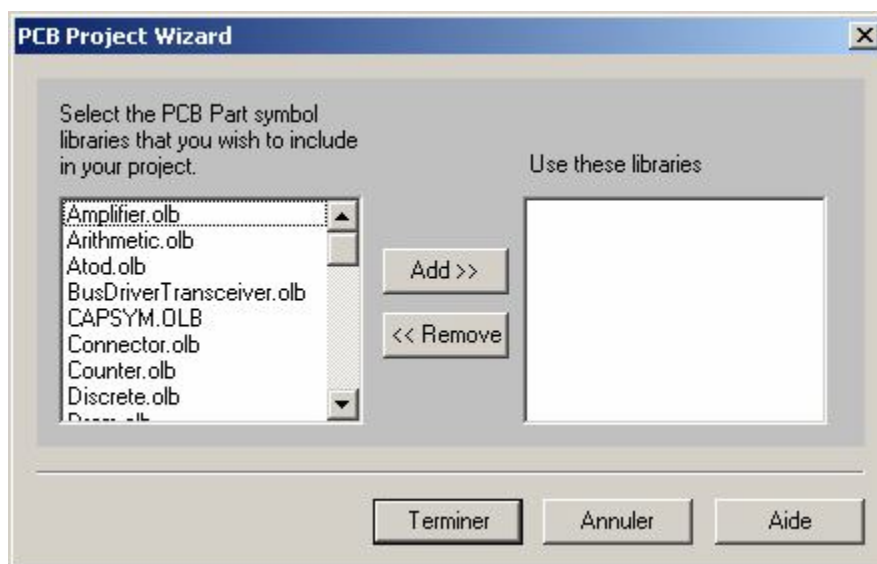 PCB Project Wizard
Select the PCB Part symbol
libraries that you wish to include
in your project.
Use these libraries
Amplifier.olb
Arithmetic.olb
Atod.olb
BusDriverTransceiver.olb
CAPSYM.OLB
Connector.olb
Counter.olb
Discrete.olb
Add >>
<< Remove
Terminer
Annuler
Aide